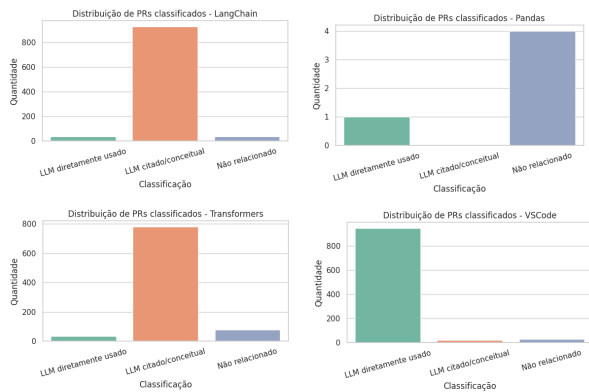 Distribuição de PRs classificados - LangChain
Quantidade
800
600
400
200
0
LLM diretamente usado
LLM citado/conceitual
Não relacionado
Classificação
Distribuição de PRs classificados - Pandas
Quantidade
4
3
2
1
0
LLM diretamente usado
LLM citado/conceitual
Não relacionado
Classificação
Distribuição de PRs classificados - Transformers
Quantidade
800
600
400
200
0
LLM diretamente usado
LLM citado/conceitual
Não relacionado
Classificação
Distribuição de PRs classificados - VSCode
Quantidade
800
600
400
200
0
LLM diretamente usado
LLM citado/conceitual
Não relacionado
Classificação